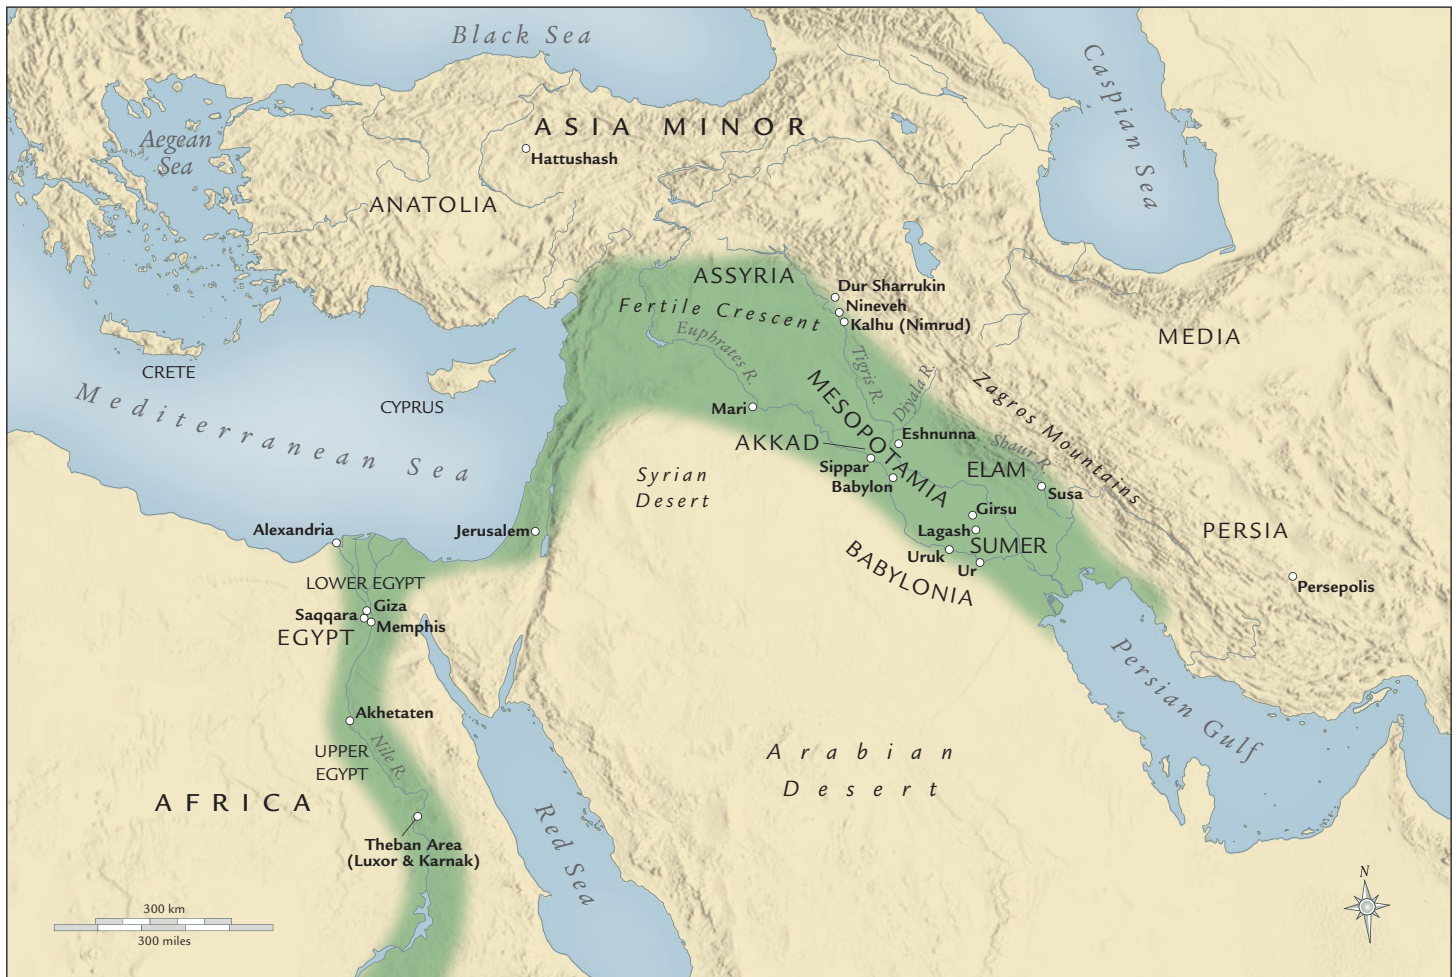 Black Sea
Caspian Sea
ASIA MINOR
Aegean
Sea
Hattushash
ANATOLIA
ASSYRIA
Dur Sharrukin
Fertile Crescent
Nineveh
Kalhu (Nimrud)
MEDIA
Euphrates R.
Tigris R.
Diyala R.
CRETE
CYPRUS
Mediterranean Sea
Zagros Mountains
Mari
MESOPOTAMIA
AKKAD
Eshnunna
Shaur R.
Sippar
ELAM
Babylon
Susa
Syrian
Desert
Girsu
Lagash
SUMER
Uruk
Ur
BABYLONIA
PERSIA
Persepolis
Alexandria
Jerusalem
LOWER EGYPT
Giza
Saqqara
Memphis
EGYPT
Persian Gulf
Akhetaten
Nile R.
UPPER
EGYPT
Arabian
Desert
AFRICA
Red Sea
Theban Area
(Luxor & Karnak)
N
300 km
300 miles